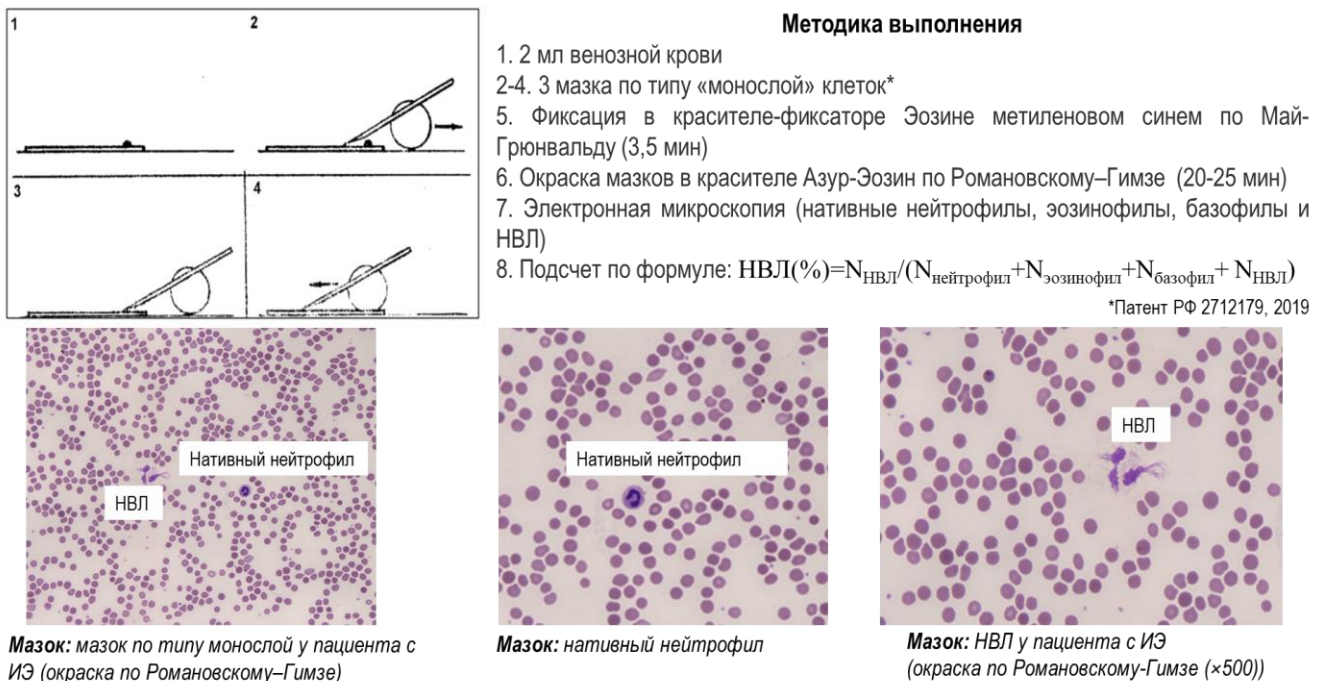 1
2
3
4
Методика выполнения
1. 2 мл венозной крови
2-4. 3 мазка по типу «монослой» клеток*
5. Фиксация в красителе-фиксаторе Эозине метиленовом синем по Май-
Грюнвальду (3,5 мин)
6. Окраска мазков в красителе Азур-Эозин по Романовскому–Гимзе (20-25 мин)
7. Электронная микроскопия (нативные нейтрофилы, эозинофилы, базофилы и
НВЛ)
8. Подсчет по формуле: НВЛ(%)=NНВЛ/(Nнейтрофил+Nэозинофил+Nбазофил+ NНВЛ)
*Патент РФ 2712179, 2019
Нативный нейтрофил
НВЛ
Нативный нейтрофил
НВЛ
Мазок: мазок по типу монослой у пациента с
ИЭ (окраска по Романовскому–Гимзе)
Мазок: нативный нейтрофил
Мазок: НВЛ у пациента с ИЭ
(окраска по Романовскому-Гимзе (×500))